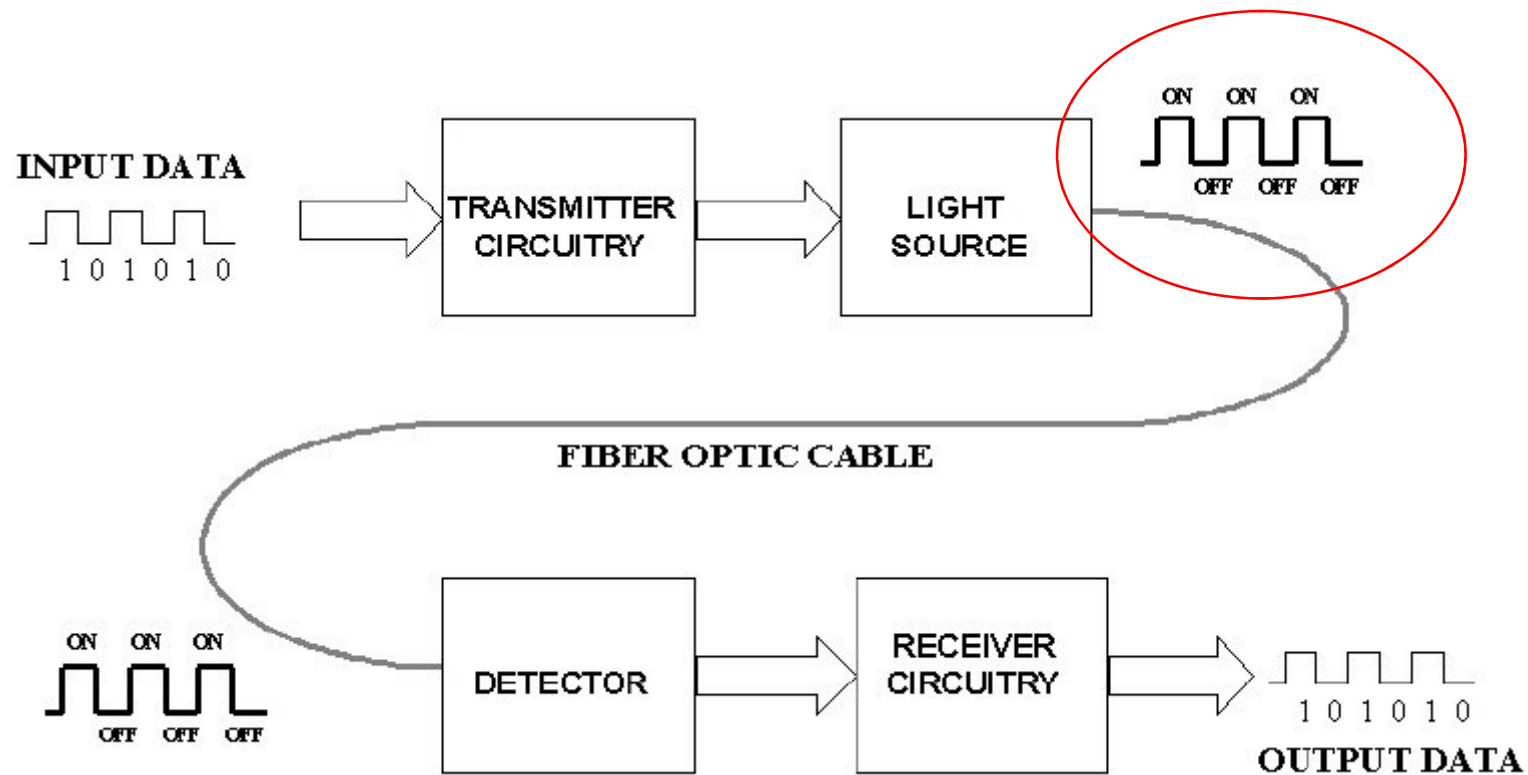 INPUT DATA
1 0 1 0 1 0
TRANSMITTER
CIRCUITRY
LIGHT
SOURCE
ON ON ON
OFF OFF OFF
FIBER OPTIC CABLE
ON ON ON
OFF OFF OFF
DETECTOR
RECEIVER
CIRCUITRY
1 0 1 0 1 0
OUTPUT DATA